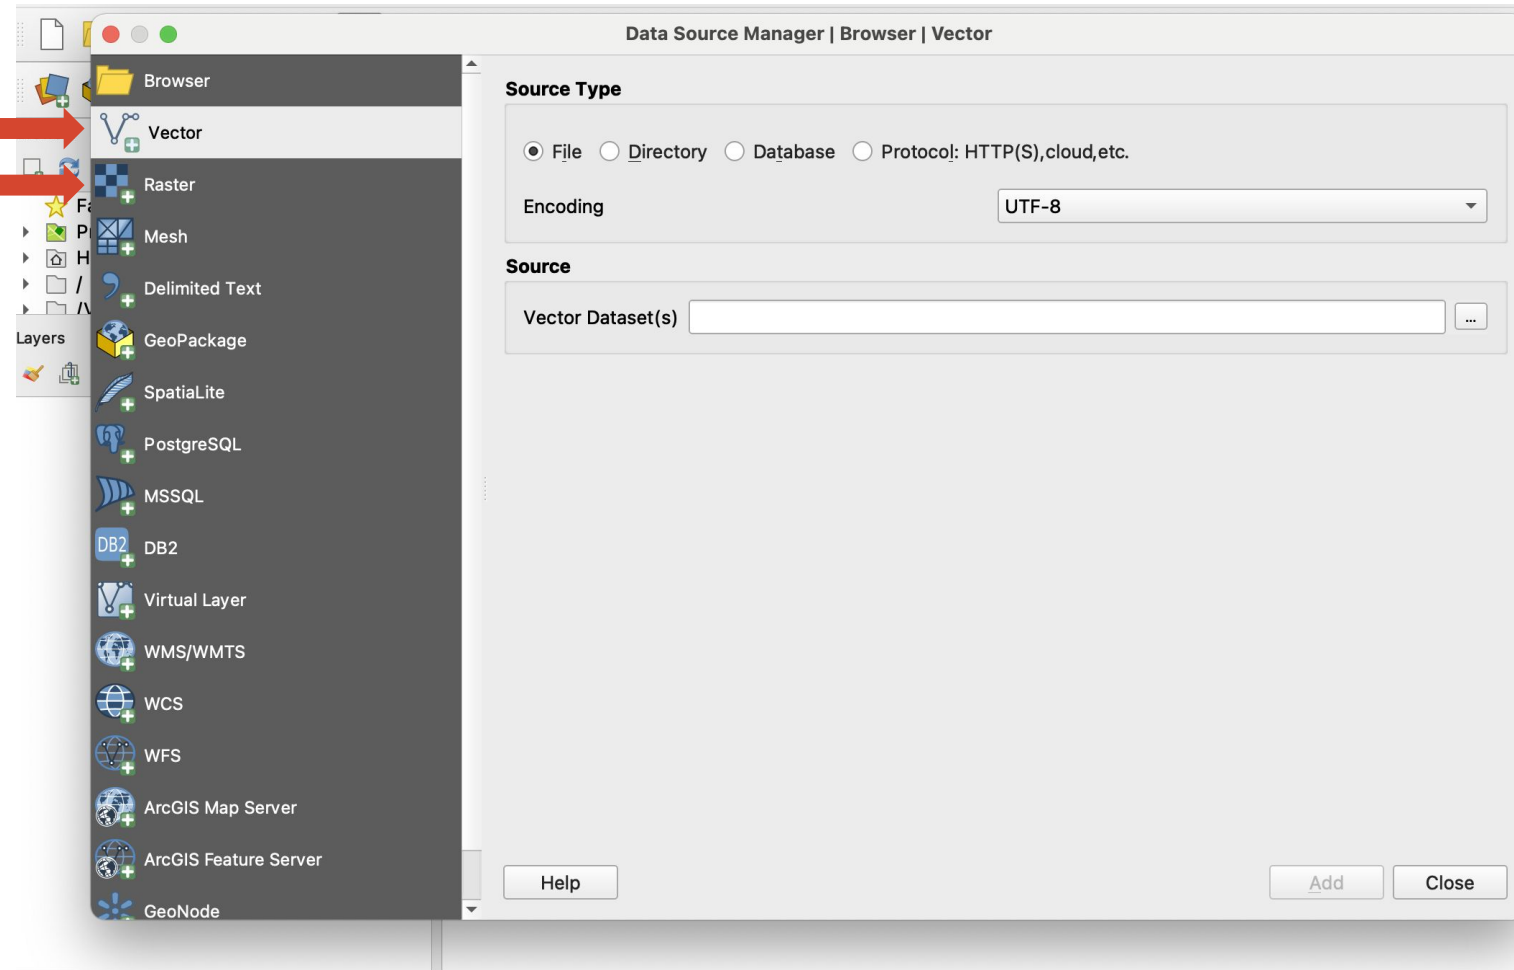 Data Source Manager | Browser | Vector
Browser
Vector
Raster
Mesh
Delimited Text
GeoPackage
SpatiaLite
PostgreSQL
MSSQL
DB2
DB2
Virtual Layer
WMS/WMTS
WCS
WFS
ArcGIS Map Server
ArcGIS Feature Server
GeoNode
Layers
Source Type
File Directory Database Protocol: HTTP(S),cloud,etc.
Encoding UTF-8
Source
Vector Dataset(s) ...
Help Add Close